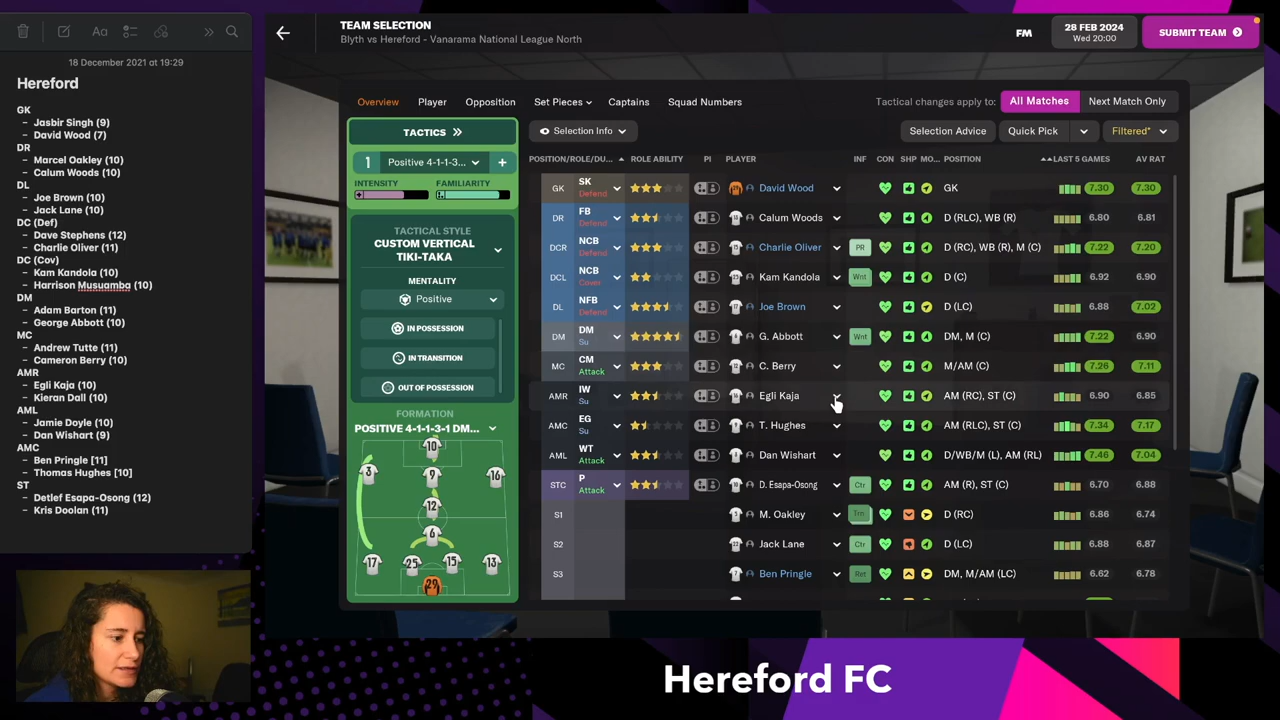 18 December 2021 at 19:29
Hereford
GK
- Jasbir Singh (9)
- David Wood (7)
DR
- Marcel Oakley (10)
- Calum Woods (10)
DL
- Joe Brown (10)
- Jack Lane (10)
DC (Def)
- Dave Stephens (12)
- Charlie Oliver (11)
DC (Cov)
- Kam Kandola (10)
- Harrison Musuamba (10)
DM
- Adam Barton (11)
- George Abbott (10)
MC
- Andrew Tutte (11)
- Cameron Berry (10)
AMR
- Egli Kaja (10)
- Kieran Dall (10)
AML
- Jamie Doyle (10)
- Dan Wishart (9)
AMC
- Ben Pringle [11]
- Thomas Hughes [10]
ST
- Detlef Esapa-Osong (12)
- Kris Doolan (11)
TEAM SELECTION
Blyth vs Hereford - Vanarama National League North
FM
28 FEB 2024
Wed 20:00
SUBMIT TEAM
Overview Player Opposition Set Pieces Captains Squad Numbers
Tactical changes apply to: All Matches Next Match Only
TACTICS
1 Positive 4-1-1-3... +
INTENSITY FAMILIARITY
TACTICAL STYLE
CUSTOM VERTICAL
TIKI-TAKA
MENTALITY
Positive
IN POSSESSION
IN TRANSITION
OUT OF POSSESSION
FORMATION
POSITIVE 4-1-1-3-1 DM...
10
3 9 16
12
6
17 25 15 13
29
Selection Info Selection Advice Quick Pick Filtered*
POSITION/ROLE/DU... ROLE ABILITY PI PLAYER INF CON SHP MO... POSITION LAST 5 GAMES AV RAT
GK SK Defend David Wood GK 7.30 7.30
DR FB Defend Calum Woods D (RLC), WB (R) 6.80 6.81
DCR NCB Defend Charlie Oliver PR D (RC), WB (R), M (C) 7.22 7.20
DCL NCB Cover Kam Kandola Wnt D (C) 6.92 6.90
DL NFB Defend Joe Brown D (LC) 6.88 7.02
DM DM Su G. Abbott Wnt DM, M (C) 7.22 6.90
MC CM Attack C. Berry M/AM (C) 7.26 7.11
AMR IW Su Egli Kaja AM (RC), ST (C) 6.90 6.85
AMC EG Su T. Hughes AM (RLC), ST (C) 7.34 7.17
AML WT Attack Dan Wishart D/WB/M (L), AM (RL) 7.46 7.04
STC P Attack D. Esapa-Osong Ctr AM (R), ST (C) 6.70 6.88
S1 M. Oakley Trn D (RC) 6.86 6.74
S2 Jack Lane Ctr D (LC) 6.88 6.87
S3 Ben Pringle Ret DM, M/AM (LC) 6.62 6.78
Hereford FC